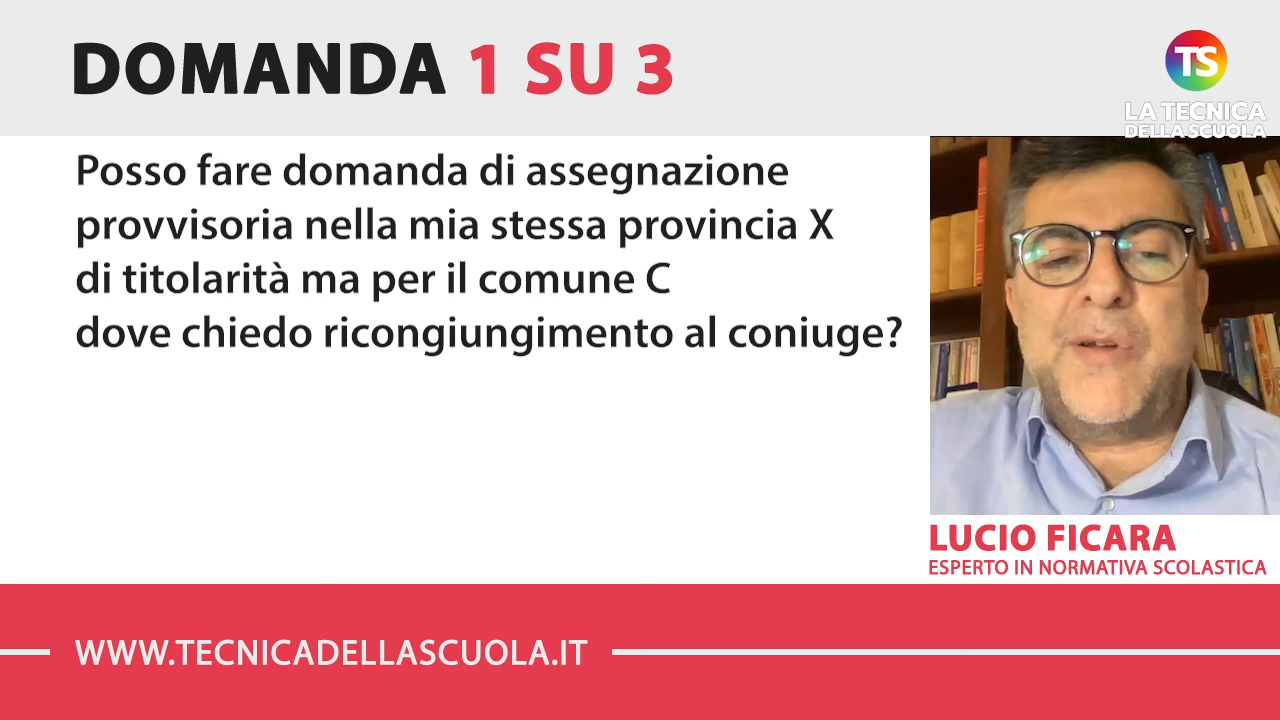 DOMANDA 1 SU 3
TS
LA TECNICA
DELLA SCUOLA
Posso fare domanda di assegnazione
provvisoria nella mia stessa provincia X
di titolarità ma per il comune C
dove chiedo ricongiungimento al coniuge?
LUCIO FICARA
ESPERTO IN NORMATIVA SCOLASTICA
WWW.TECNICADELLASCUOLA.IT